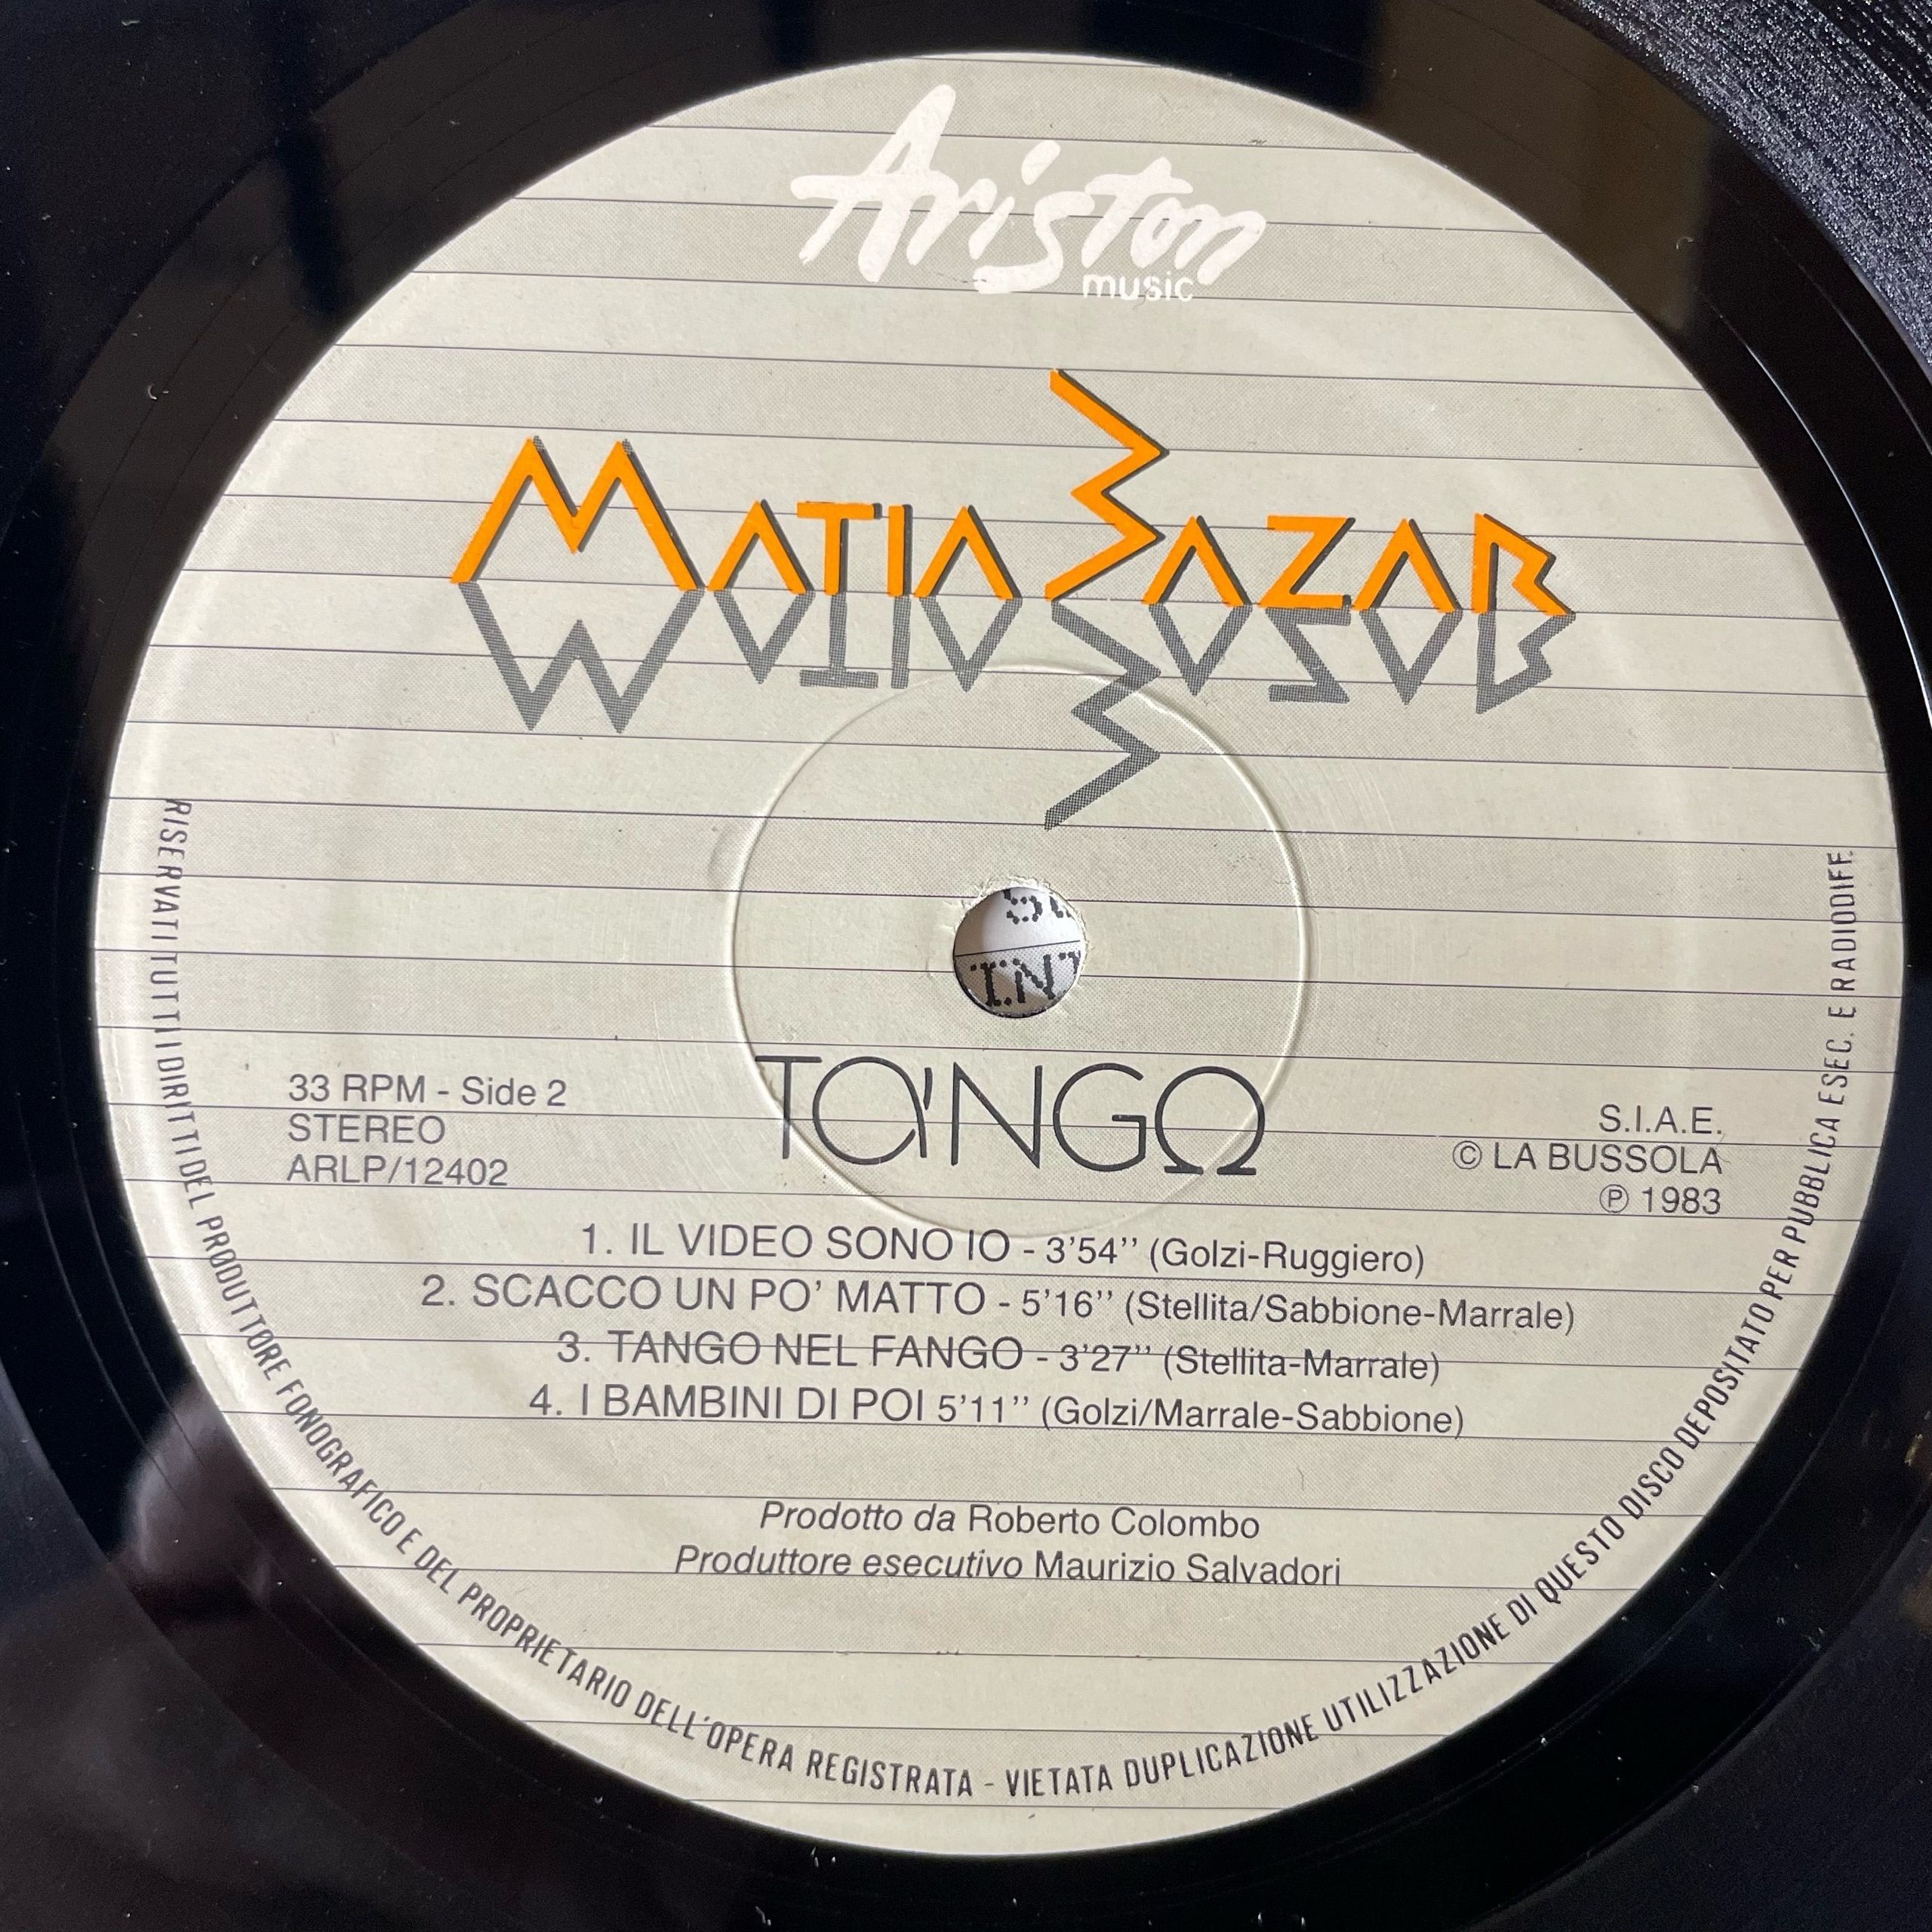 Ariston
music
MATIA BAZAR
TANGO
33 RPM - Side 2
STEREO
ARLP/12402
S.I.A.E.
© LA BUSSOLA
℗ 1983
1. IL VIDEO SONO IO - 3'54'' (Golzi-Ruggiero)
2. SCACCO UN PO' MATTO - 5'16'' (Stellita/Sabbione-Marrale)
3. TANGO NEL FANGO - 3'27'' (Stellita-Marrale)
4. I BAMBINI DI POI 5'11'' (Golzi/Marrale-Sabbione)
Prodotto da Roberto Colombo
Produttore esecutivo Maurizio Salvadori
RISERVATI TUTTI I DIRITTI DEL PRODUTTORE FONOGRAFICO E DEL PROPRIETARIO DELL'OPERA REGISTRATA - VIETATA DUPLICAZIONE UTILIZZAZIONE DI QUESTO DISCO DEPOSITATO PER PUBBLICA ESEC. E RADIODIFF.